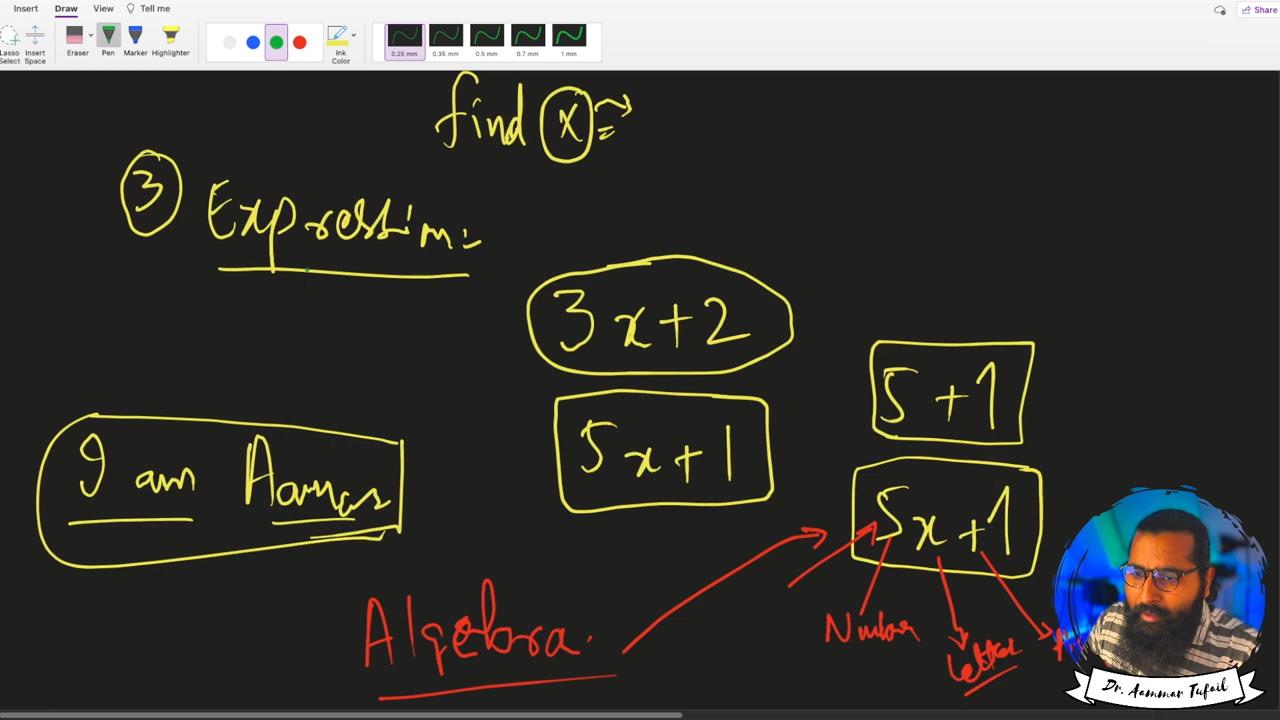 Insert Draw View Tell me
Share
Lasso Select
Insert Space
Eraser
Pen
Marker
Highlighter
Ink Color
0.25 mm
0.35 mm
0.5 mm
0.7 mm
1 mm
find x =
3 Expression:
3x+2
5+1
5x+1
I am Aammar
5x+1
Algebra.
Number
Letter
Dr. Aammar Tufail